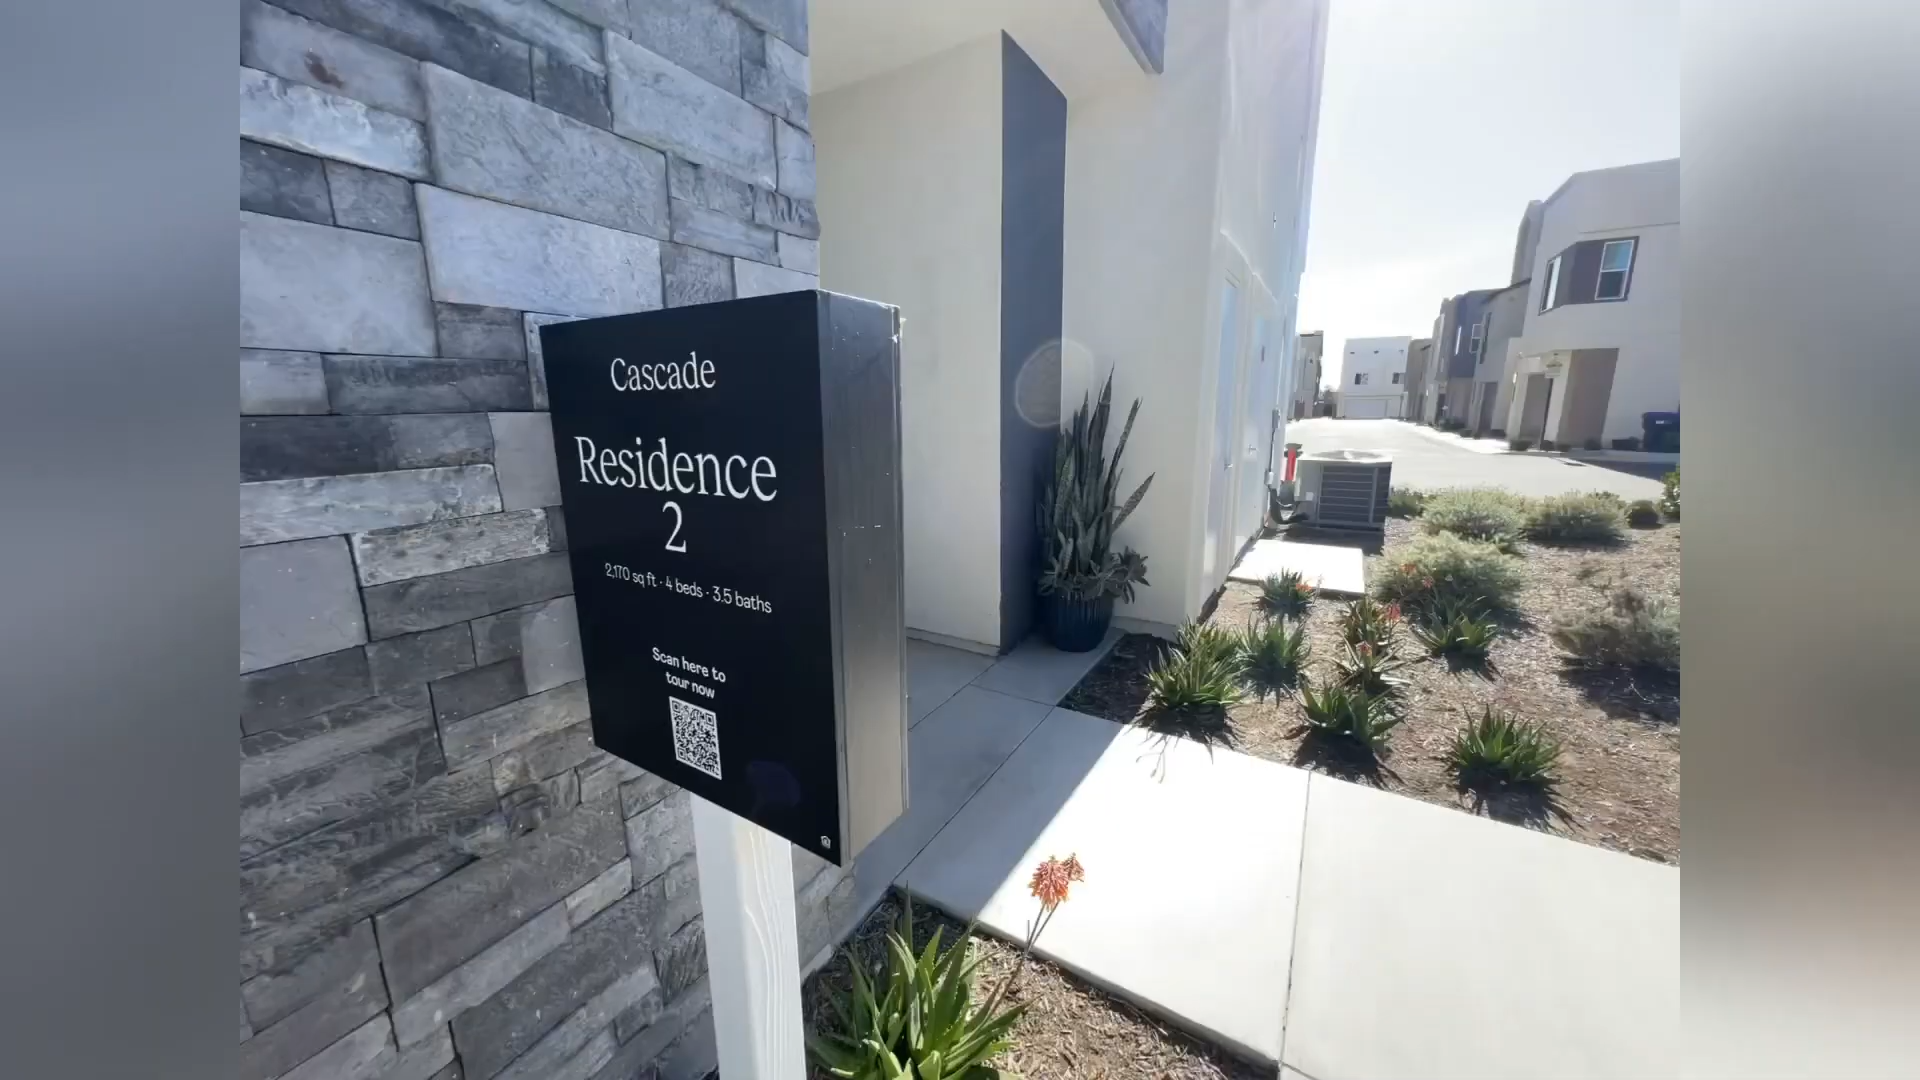 Cascade
Residence
2
2,170 sq ft · 4 beds · 3.5 baths
Scan here to
tour now